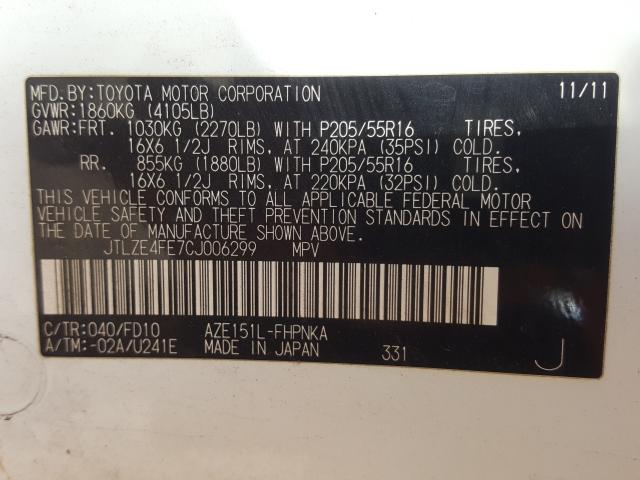 MFD.BY:TOYOTA MOTOR CORPORATION 11/11
GVWR:1860KG (4105LB)
GAWR:FRT. 1030KG (2270LB) WITH P205/55R16 TIRES,
16X6 1/2J RIMS, AT 240KPA (35PSI) COLD.
RR. 855KG (1880LB) WITH P205/55R16 TIRES,
16X6 1/2J RIMS, AT 220KPA (32PSI) COLD.
THIS VEHICLE CONFORMS TO ALL APPLICABLE FEDERAL MOTOR
VEHICLE SAFETY AND THEFT PREVENTION STANDARDS IN EFFECT ON
THE DATE OF MANUFACTURE SHOWN ABOVE.
JTLZE4FE7CJ006299 MPV
C/TR:040/FD10 AZE151L-FHPNKA
A/TM:-02A/U241E MADE IN JAPAN 331 J